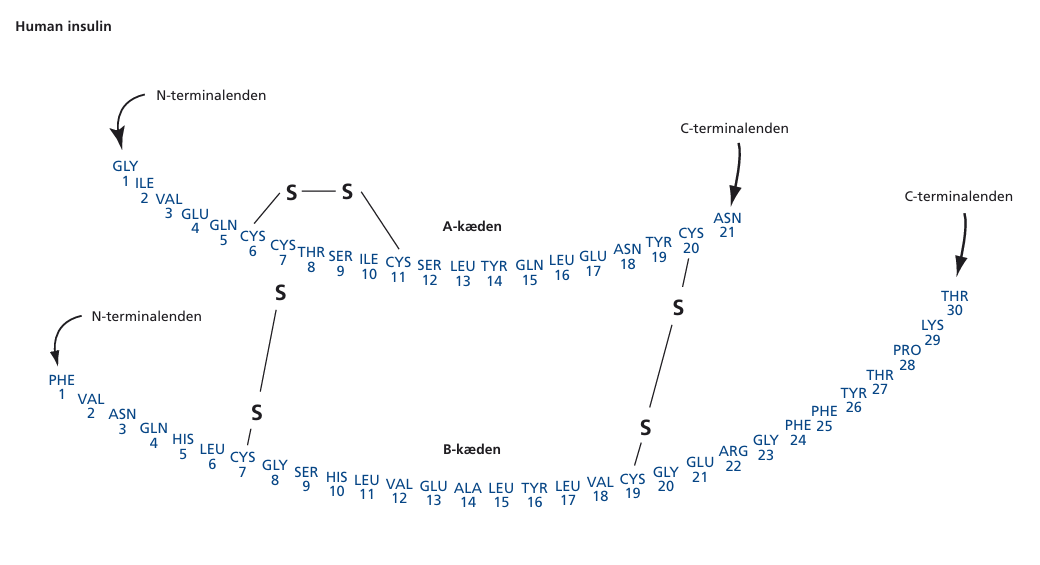 Human insulin
N-terminalenden
C-terminalenden
C-terminalenden
GLY ILE VAL GLU GLN CYS CYS THR SER ILE CYS SER LEU TYR GLN LEU GLU ASN TYR CYS ASN
1 2 3 4 5 6 7 8 9 10 11 12 13 14 15 16 17 18 19 20 21
S S
A-kæden
S S
S S
N-terminalenden
B-kæden
PHE VAL ASN GLN HIS LEU CYS GLY SER HIS LEU VAL GLU ALA LEU TYR LEU VAL CYS GLY GLU ARG GLY PHE PHE TYR THR PRO LYS THR
1 2 3 4 5 6 7 8 9 10 11 12 13 14 15 16 17 18 19 20 21 22 23 24 25 26 27 28 29 30